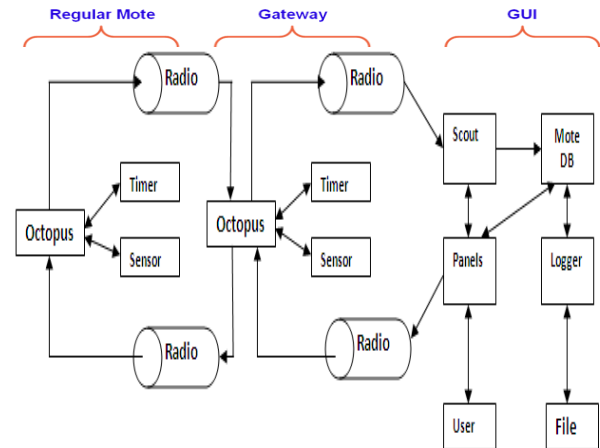 Regular Mote
Gateway
GUI
Radio
Radio
Scout
Mote
DB
Timer
Timer
Octopus
Octopus
Sensor
Sensor
Panels
Logger
Radio
Radio
User
File